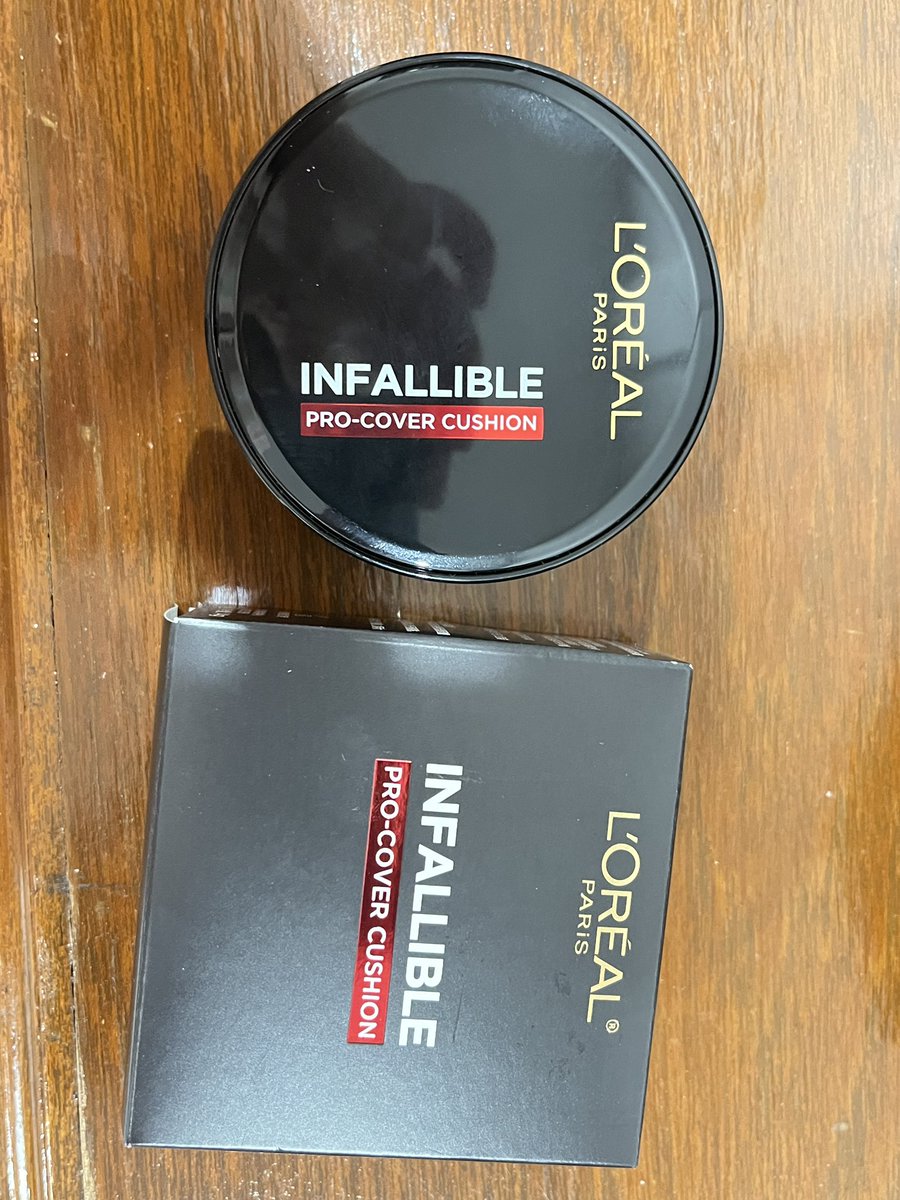 L'ORÉAL
PARiS
INFALLIBLE
PRO-COVER CUSHION
L'ORÉAL®
PARiS
INFALLIBLE
PRO-COVER CUSHION